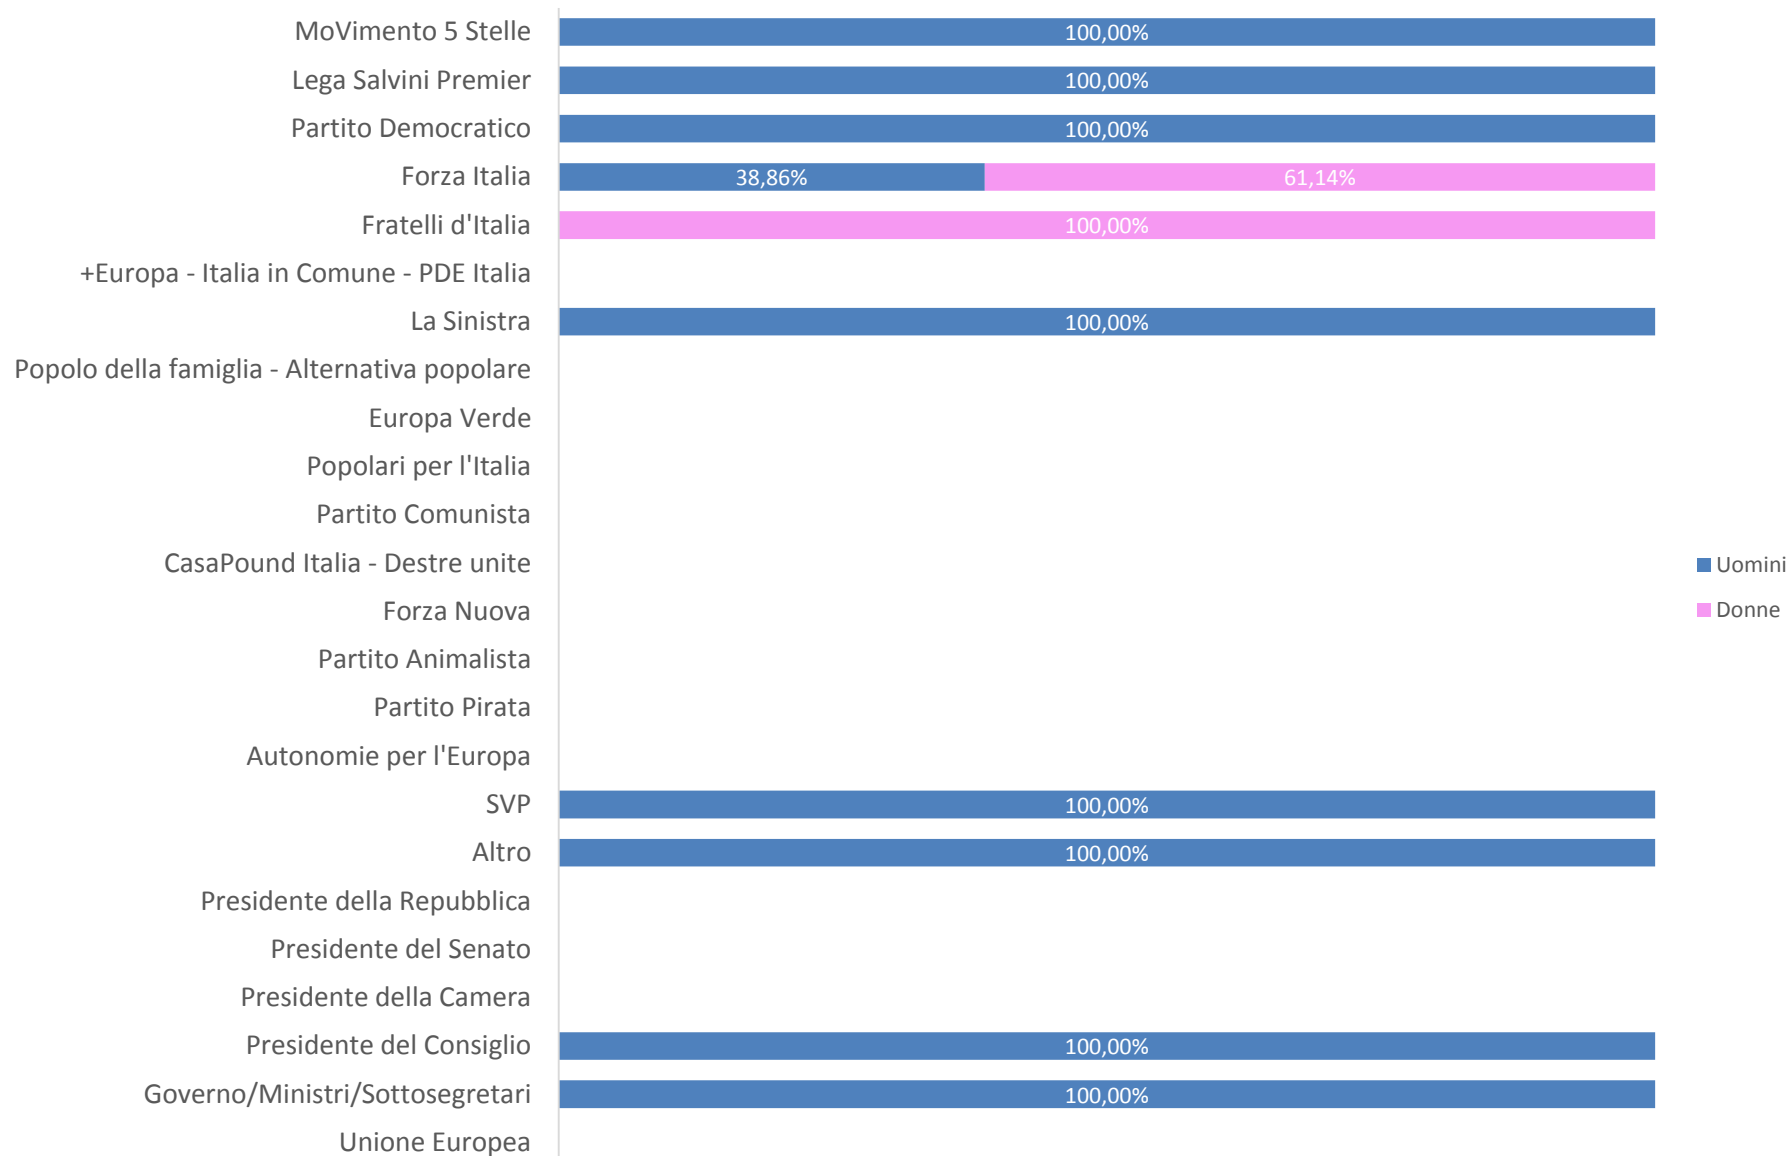 MoVimento 5 Stelle 100,00%
Lega Salvini Premier 100,00%
Partito Democratico 100,00%
Forza Italia 38,86% 61,14%
Fratelli d'Italia 100,00%
+Europa - Italia in Comune - PDE Italia
La Sinistra 100,00%
Popolo della famiglia - Alternativa popolare
Europa Verde
Popolari per l'Italia
Partito Comunista
CasaPound Italia - Destre unite
Uomini
Forza Nuova
Donne
Partito Animalista
Partito Pirata
Autonomie per l'Europa
SVP 100,00%
Altro 100,00%
Presidente della Repubblica
Presidente del Senato
Presidente della Camera
Presidente del Consiglio 100,00%
Governo/Ministri/Sottosegretari 100,00%
Unione Europea